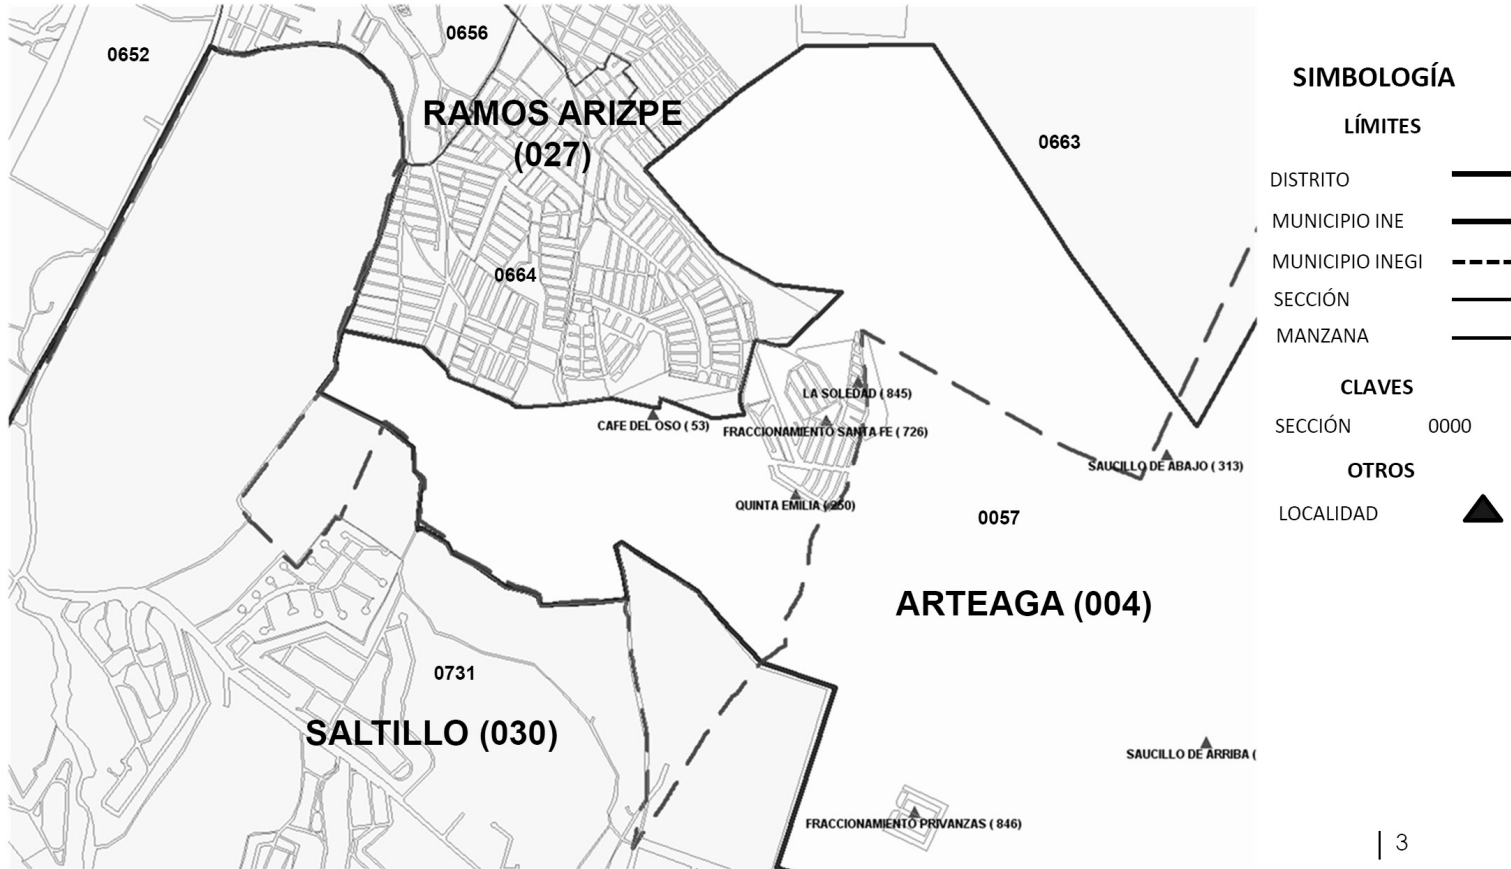 0652
0656
RAMOS ARIZPE
(027)
0663
0664
LA SOLEDAD ( 845)
CAFE DEL OSO ( 53)
FRACCIONAMIENTO SANTA FE ( 726)
SAUCILLO DE ABAJO ( 313)
QUINTA EMILIA ( 250)
0057
ARTEAGA (004)
0731
SALTILLO (030)
SAUCILLO DE ARRIBA (
FRACCIONAMIENTO PRIVANZAS ( 846)
SIMBOLOGÍA
LÍMITES
DISTRITO
MUNICIPIO INE
MUNICIPIO INEGI
SECCIÓN
MANZANA
CLAVES
SECCIÓN 0000
OTROS
LOCALIDAD
| 3